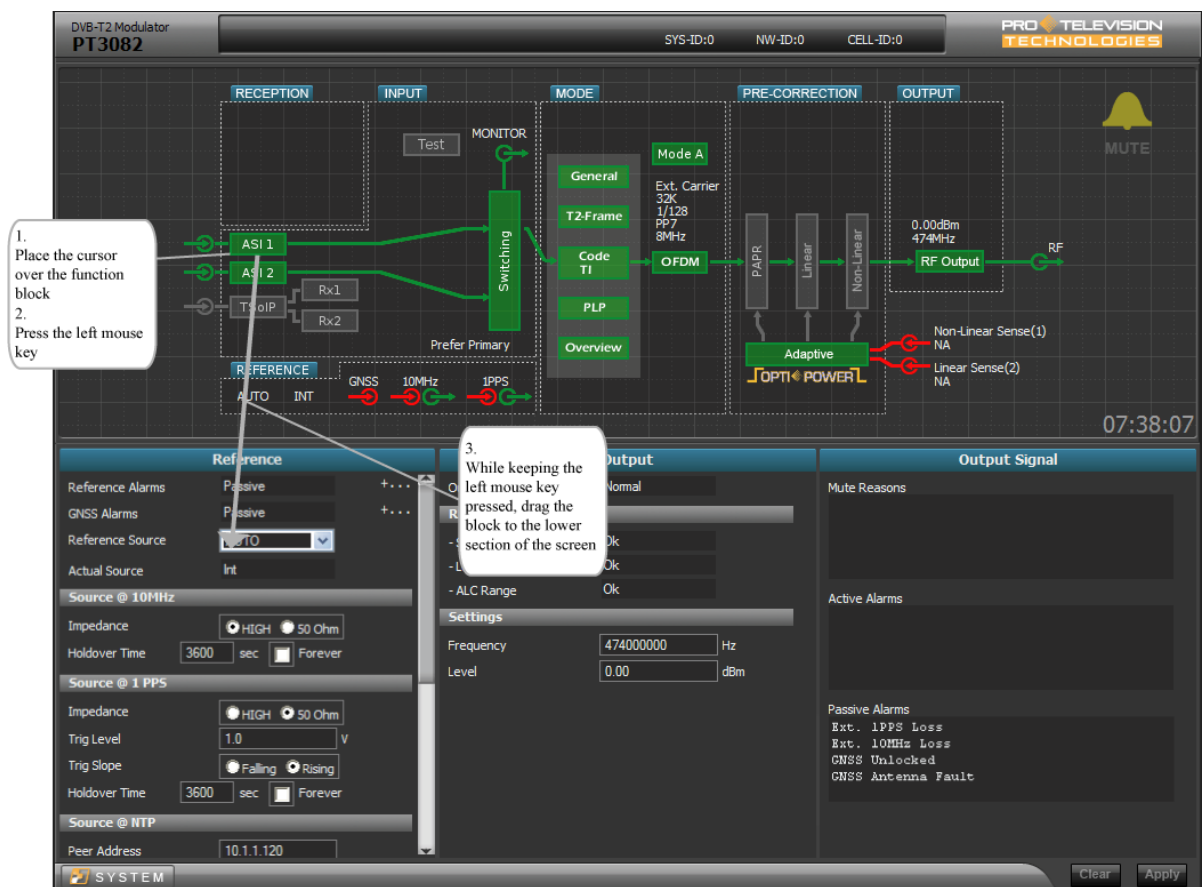 DVB-T2 Modulator
PT3082
SYS-ID:0 NW-ID:0 CELL-ID:0
PRO TELEVISION
TECHNOLOGIES
RECEPTION INPUT MODE PRE-CORRECTION OUTPUT
MUTE
Test
MONITOR
Mode A
General
Ext. Carrier
32K
1/128
PP7
8MHz
T2-Frame
Code
TI
OFDM
PLP
Overview
Switching
ASI 1
ASI 2
TSoIP
Rx1
Rx2
Prefer Primary
PAPR
Linear
Non-Linear
0.00dBm
474MHz
RF Output
RF
Adaptive
OPTI POWER
Non-Linear Sense(1)
NA
Linear Sense(2)
NA
REFERENCE
AUTO INT GNSS 10MHz 1PPS
07:38:07
1.
Place the cursor
over the function
block
2.
Press the left mouse
key
3.
While keeping the
left mouse key
pressed, drag the
block to the lower
section of the screen
Reference
Reference Alarms Passive +...
GNSS Alarms Passive +...
Reference Source
Actual Source Int
Source @ 10MHz
Impedance HIGH 50 Ohm
Holdover Time 3600 sec Forever
Source @ 1 PPS
Impedance HIGH 50 Ohm
Trig Level 1.0 V
Trig Slope Falling Rising
Holdover Time 3600 sec Forever
Source @ NTP
Peer Address 10.1.1.120
Output
Normal
Ok
Ok
- ALC Range Ok
Settings
Frequency 474000000 Hz
Level 0.00 dBm
Output Signal
Mute Reasons
Active Alarms
Passive Alarms
Ext. 1PPS Loss
Ext. 10MHz Loss
GNSS Unlocked
GNSS Antenna Fault
SYSTEM
Clear Apply